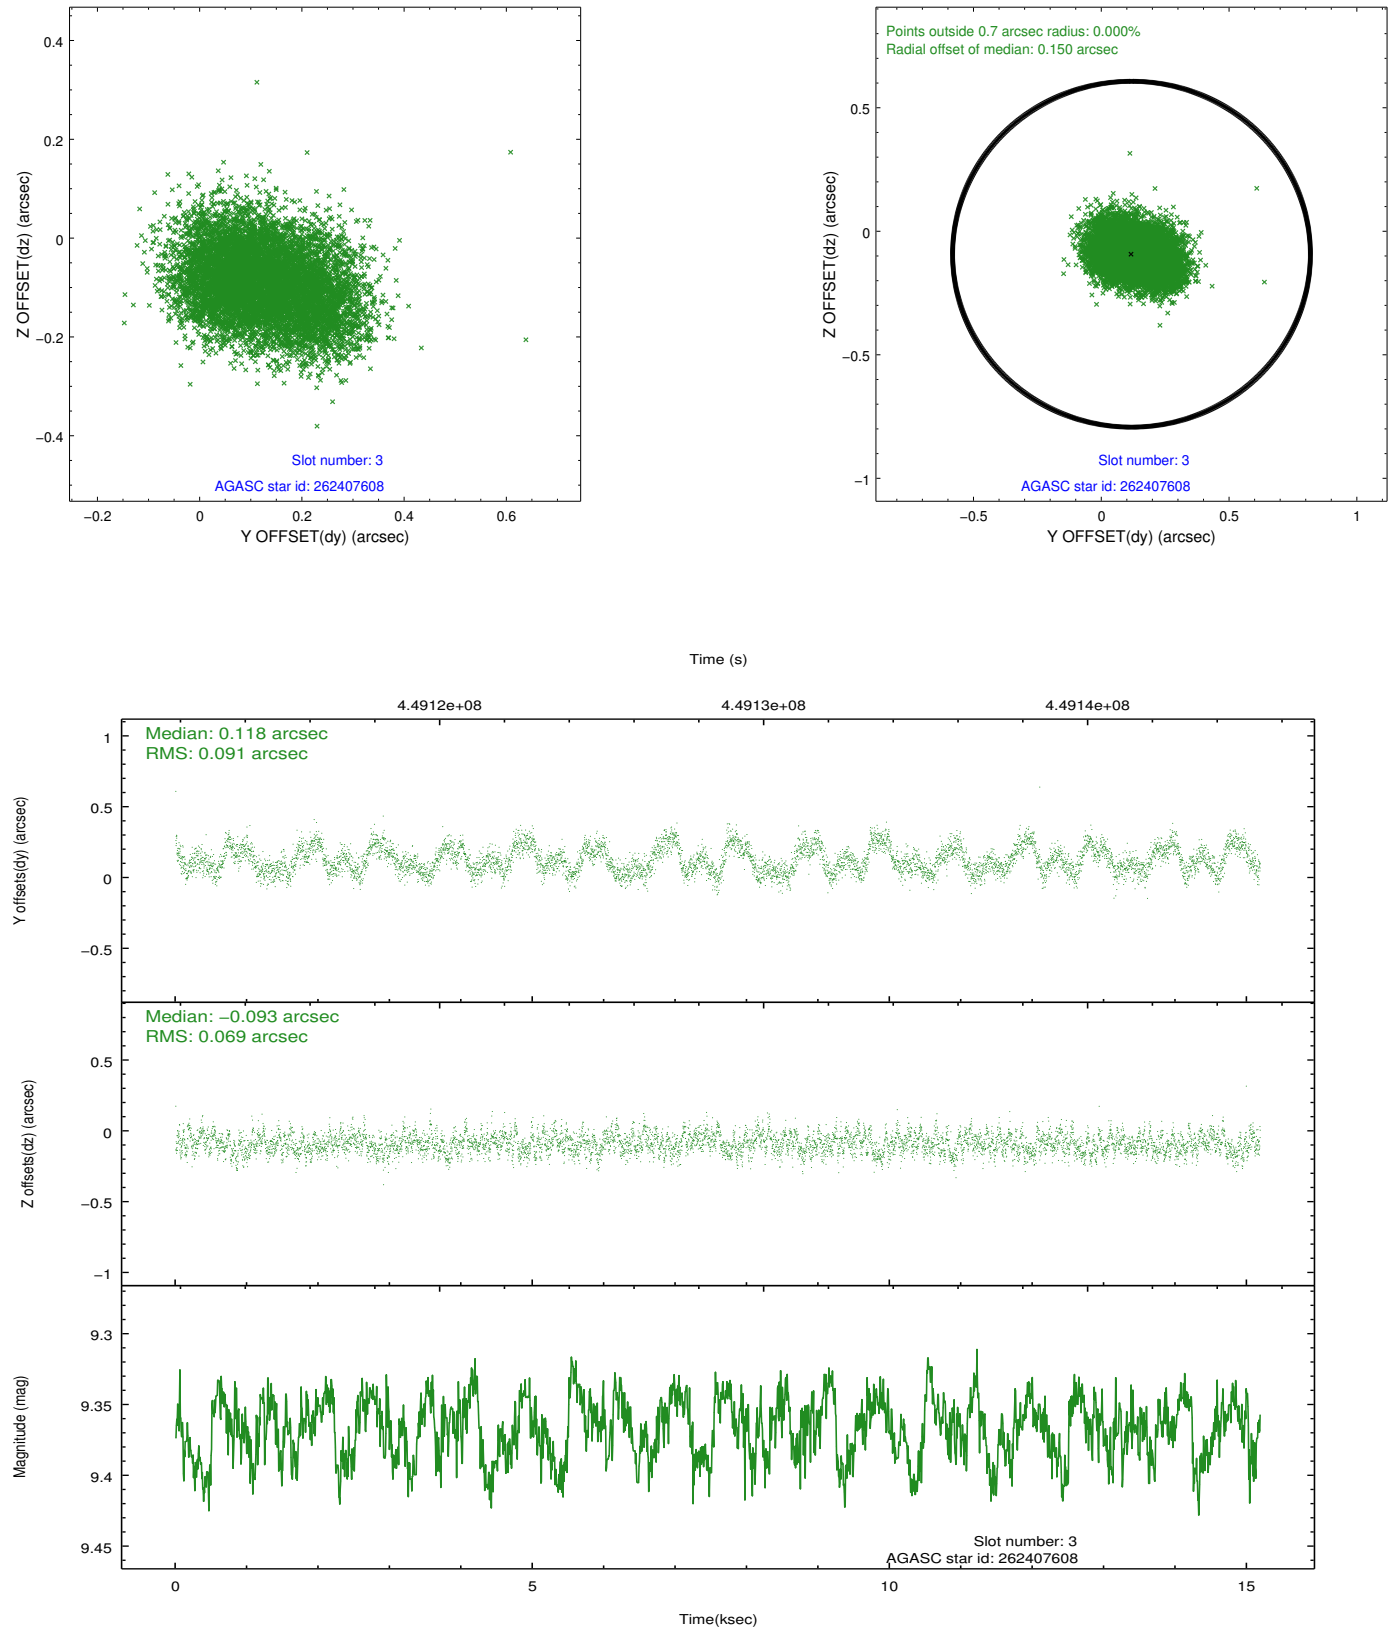 0.4
0.2
0
−0.2
−0.4
Z OFFSET(dz) (arcsec)
Slot number: 3
AGASC star id: 262407608
−0.2
0
0.2
0.4
0.6
Y OFFSET(dy) (arcsec)
Points outside 0.7 arcsec radius: 0.000%
Radial offset of median: 0.150 arcsec
0.5
0
−0.5
−1
Z OFFSET(dz) (arcsec)
Slot number: 3
AGASC star id: 262407608
−0.5
0
0.5
1
Y OFFSET(dy) (arcsec)
Time (s)
4.4912e+08
4.4913e+08
4.4914e+08
Median: 0.118 arcsec
RMS: 0.091 arcsec
1
0.5
0
−0.5
Y offsets(dy) (arcsec)
Median: −0.093 arcsec
RMS: 0.069 arcsec
0.5
0
−0.5
−1
Z offsets(dz) (arcsec)
9.3
9.35
9.4
9.45
Magnitude (mag)
Slot number: 3
AGASC star id: 262407608
0
5
10
15
Time(ksec)